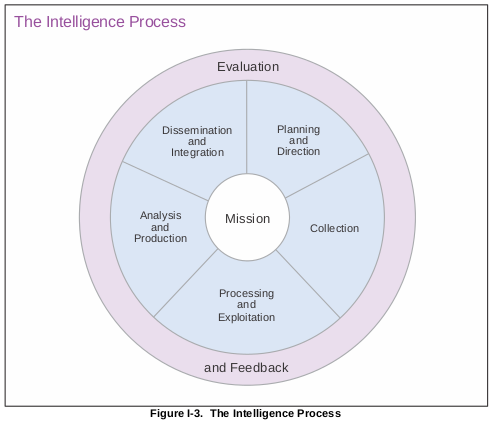 The Intelligence Process
Evaluation
Planning
and
Direction
Collection
Processing
and
Exploitation
Analysis
and
Production
Dissemination
and
Integration
Mission
and Feedback
Figure I-3.  The Intelligence Process